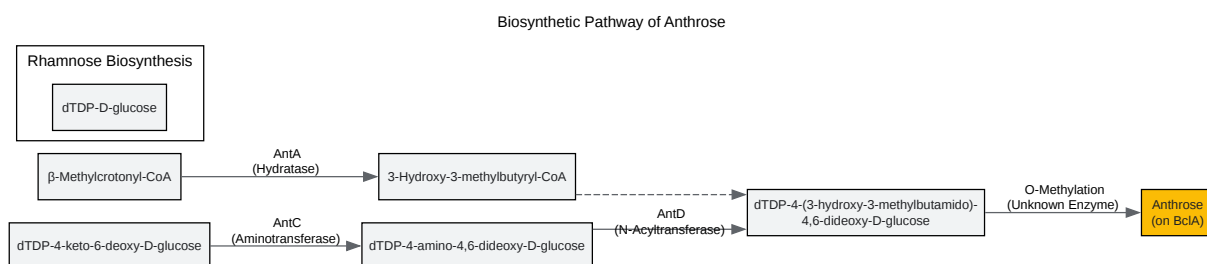 Biosynthetic Pathway of Anthrose
Rhamnose Biosynthesis
dTDP-D-glucose
β-Methylcrotonyl-CoA
AntA
(Hydratase)
3-Hydroxy-3-methylbutyryl-CoA
dTDP-4-keto-6-deoxy-D-glucose
AntC
(Aminotransferase)
dTDP-4-amino-4,6-dideoxy-D-glucose
AntD
(N-Acyltransferase)
dTDP-4-(3-hydroxy-3-methylbutamido)-
4,6-dideoxy-D-glucose
O-Methylation
(Unknown Enzyme)
Anthrose
(on BclA)